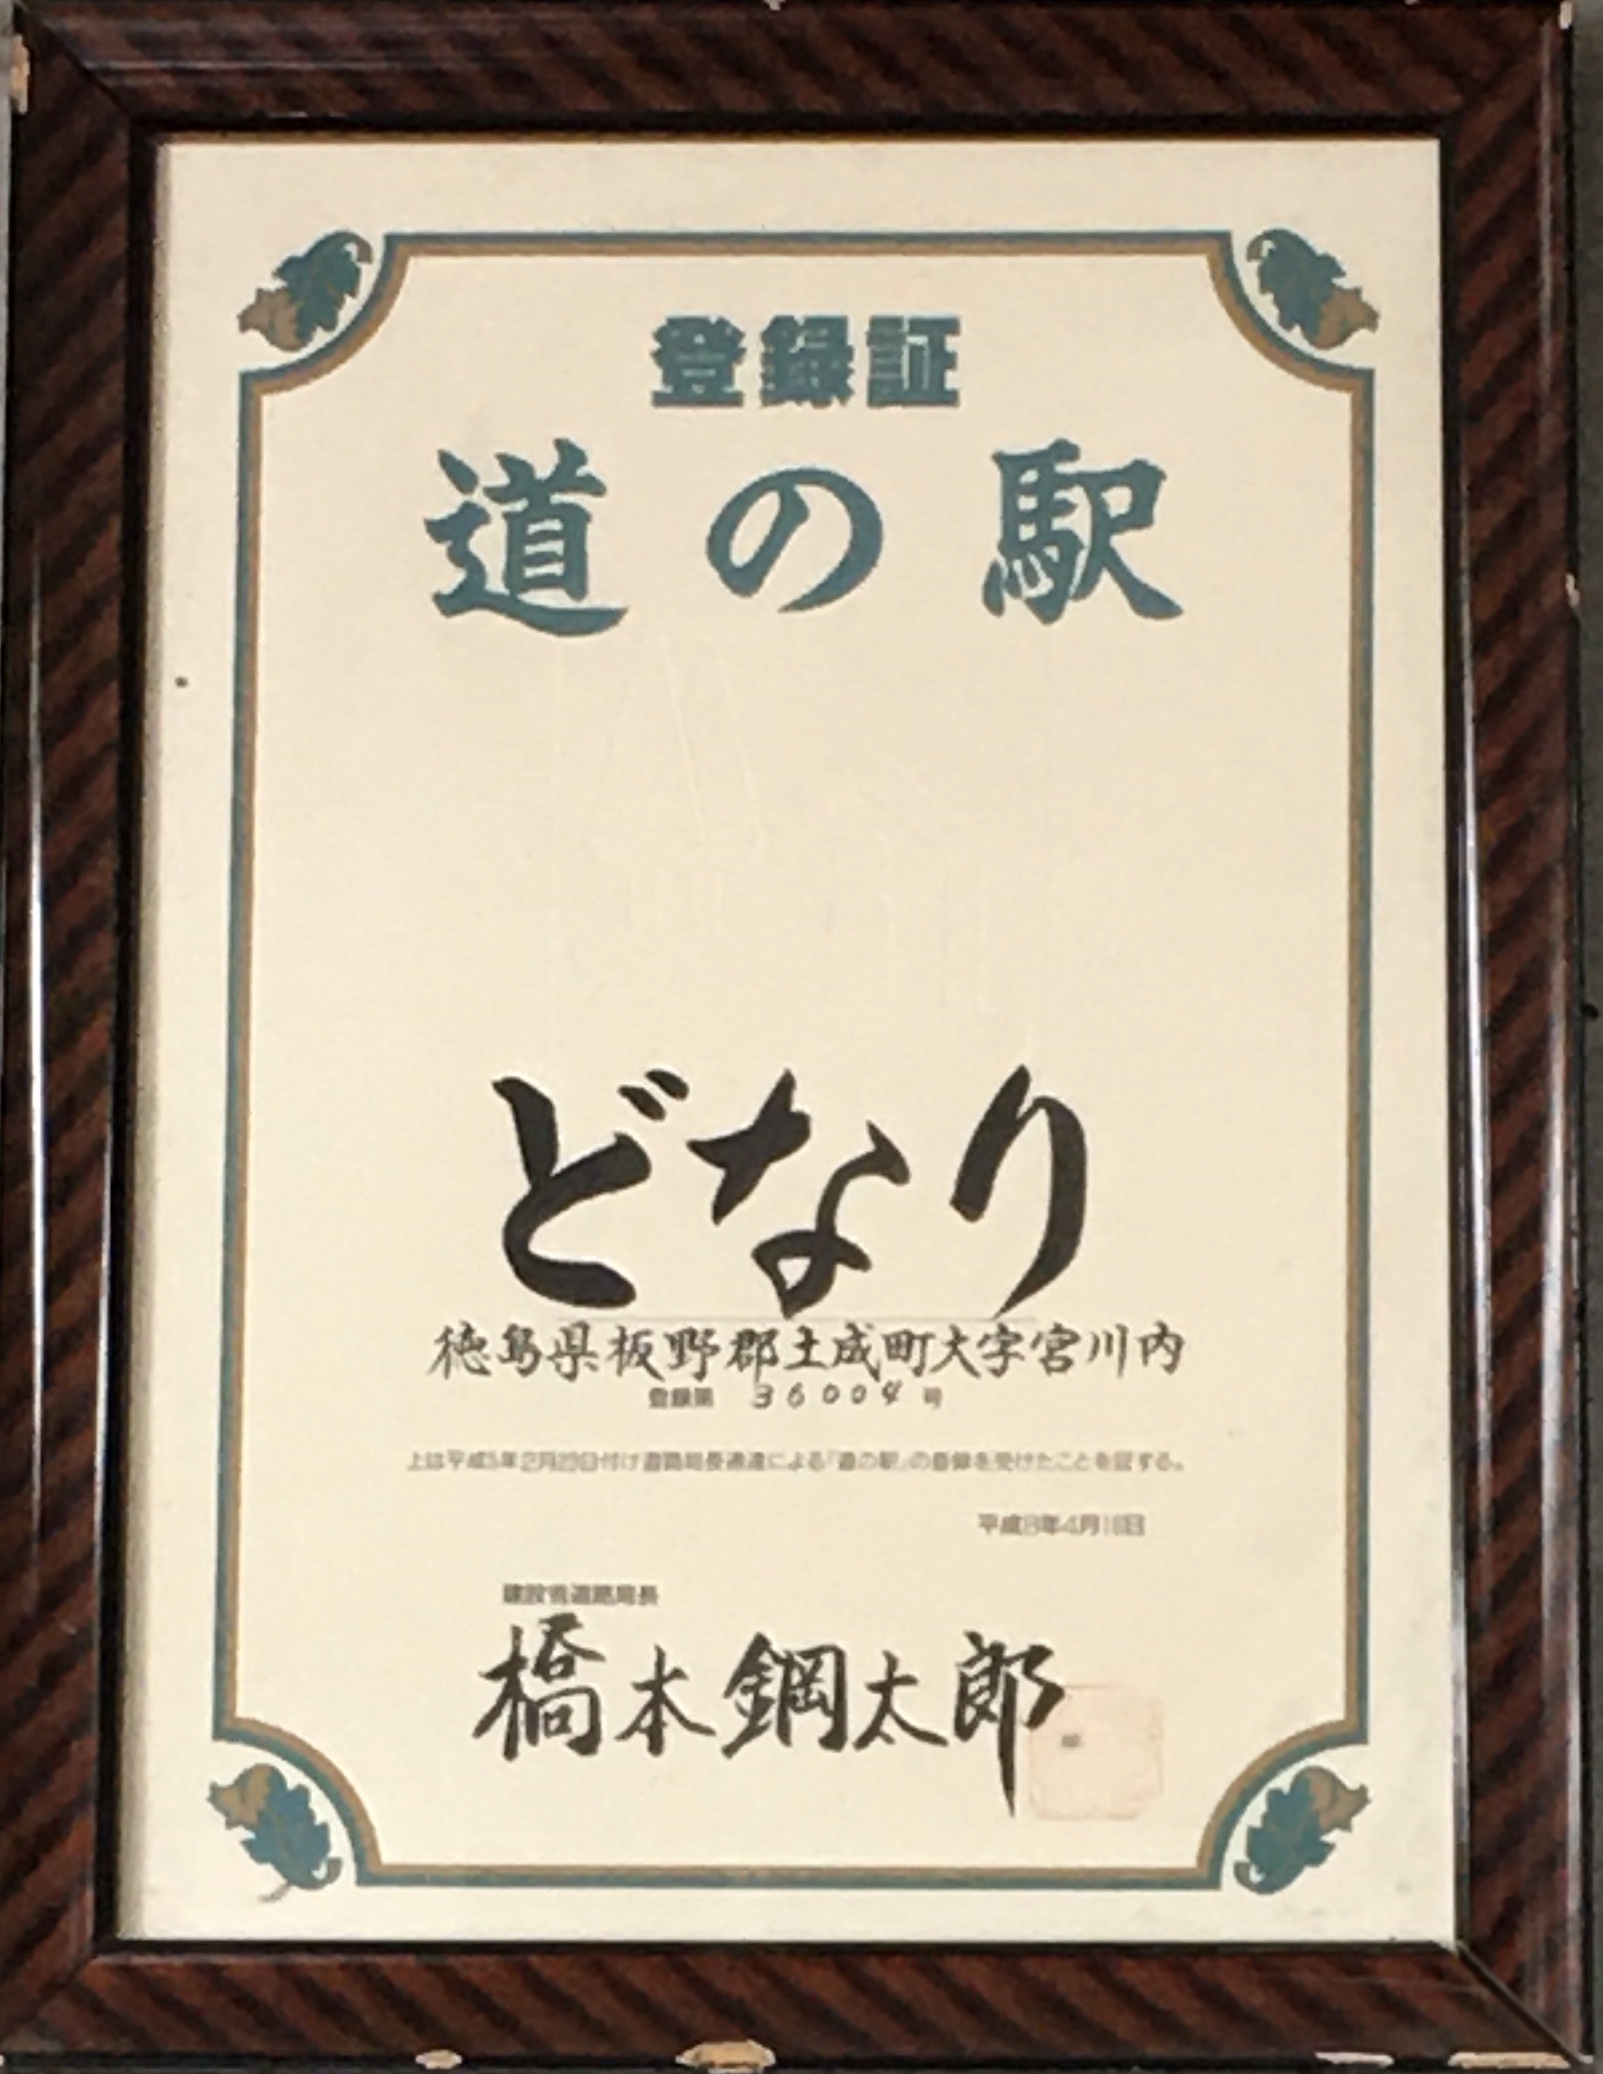 登録証
道の駅
どなり
徳島県板野郡土成町大字宮川内
登録第 36004 号
上は平成5年2月23日付け道路局長通達による「道の駅」の登録を受けたことを証する。
平成8年4月16日
建設省道路局長
橋本鋼太郎